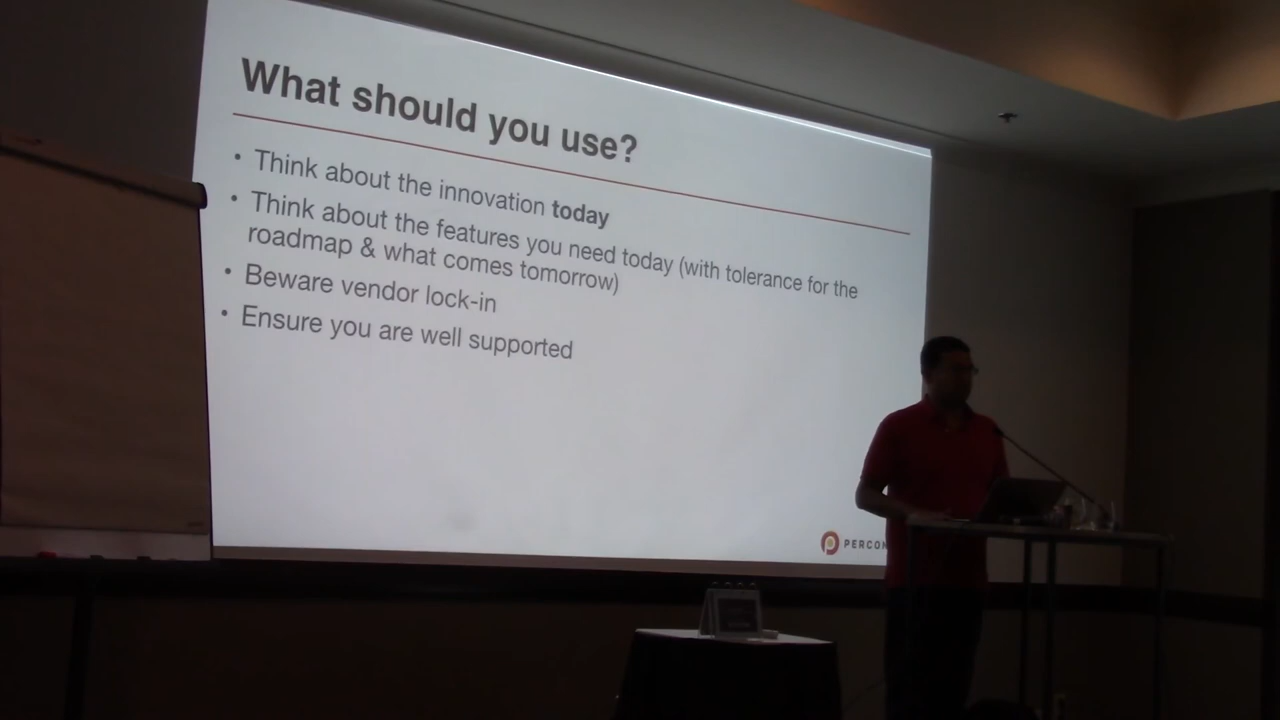 What should you use?
• Think about the innovation today
• Think about the features you need today (with tolerance for the
roadmap & what comes tomorrow)
• Beware vendor lock-in
• Ensure you are well supported
PERCON